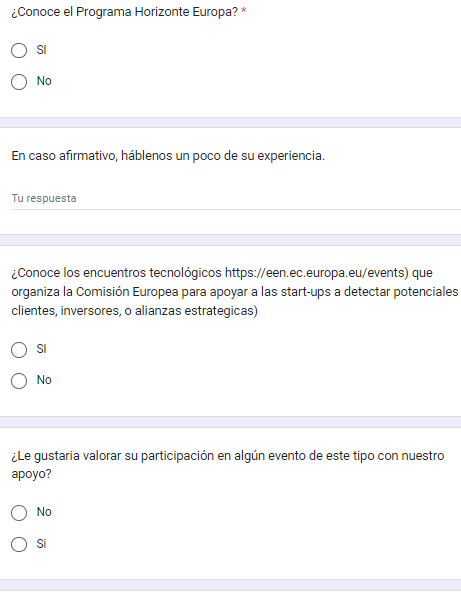 ¿Conoce el Programa Horizonte Europa? *
SI
No
En caso afirmativo, háblenos un poco de su experiencia.
Tu respuesta
¿Conoce los encuentros tecnológicos https://een.ec.europa.eu/events) que
organiza la Comisión Europea para apoyar a las start-ups a detectar potenciales
clientes, inversores, o alianzas estrategicas)
SI
No
¿Le gustaria valorar su participación en algún evento de este tipo con nuestro
apoyo?
No
Si